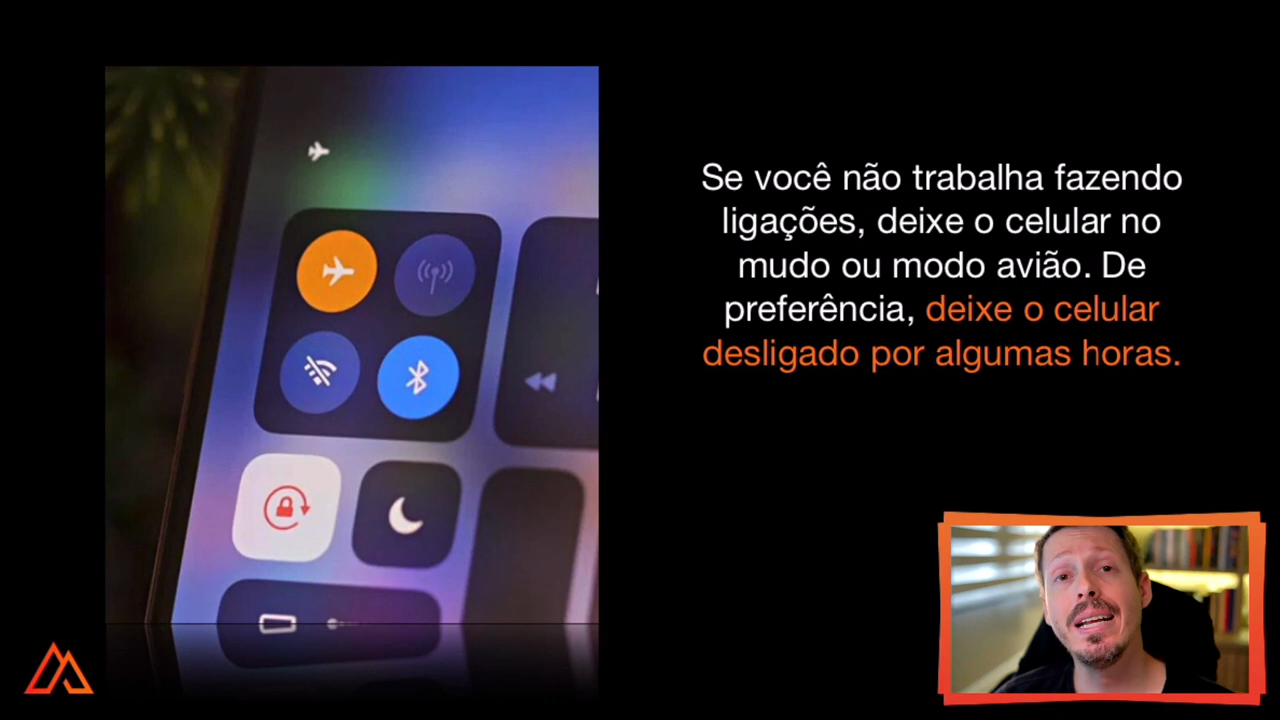 Se você não trabalha fazendo
ligações, deixe o celular no
mudo ou modo avião. De
preferência, deixe o celular
desligado por algumas horas.